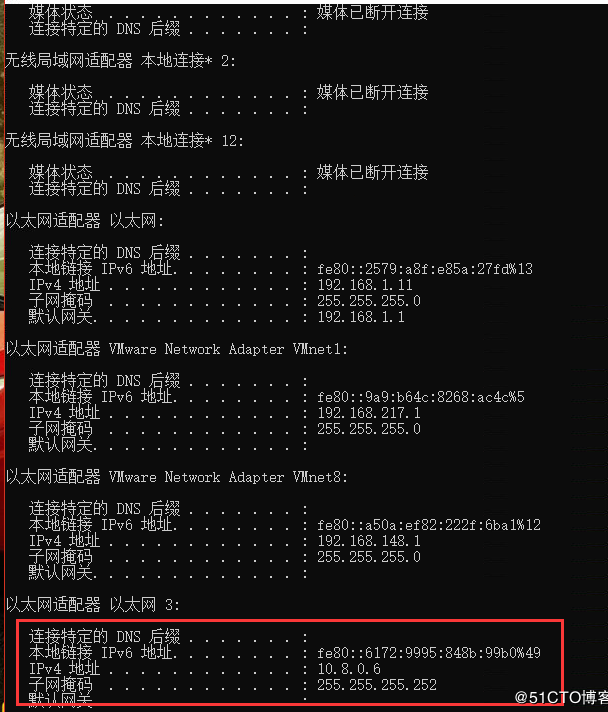 媒体状态 . . . . . . . . . . . . : 媒体已断开连接
连接特定的 DNS 后缀 . . . . . . . :
无线局域网适配器 本地连接* 2:
媒体状态 . . . . . . . . . . . . : 媒体已断开连接
连接特定的 DNS 后缀 . . . . . . . :
无线局域网适配器 本地连接* 12:
媒体状态 . . . . . . . . . . . . : 媒体已断开连接
连接特定的 DNS 后缀 . . . . . . . :
以太网适配器 以太网:
连接特定的 DNS 后缀 . . . . . . . :
本地链接 IPv6 地址. . . . . . . . : fe80::2579:a8f:e85a:27fd%13
IPv4 地址 . . . . . . . . . . . . : 192.168.1.11
子网掩码 . . . . . . . . . . . . : 255.255.255.0
默认网关. . . . . . . . . . . . . : 192.168.1.1
以太网适配器 VMware Network Adapter VMnet1:
连接特定的 DNS 后缀 . . . . . . . :
本地链接 IPv6 地址. . . . . . . . : fe80::9a9:b64c:8268:ac4c%5
IPv4 地址 . . . . . . . . . . . . : 192.168.217.1
子网掩码 . . . . . . . . . . . . : 255.255.255.0
默认网关. . . . . . . . . . . . . :
以太网适配器 VMware Network Adapter VMnet8:
连接特定的 DNS 后缀 . . . . . . . :
本地链接 IPv6 地址. . . . . . . . : fe80::a50a:ef82:222f:6ba1%12
IPv4 地址 . . . . . . . . . . . . : 192.168.148.1
子网掩码 . . . . . . . . . . . . : 255.255.255.0
默认网关. . . . . . . . . . . . . :
以太网适配器 以太网 3:
连接特定的 DNS 后缀 . . . . . . . :
本地链接 IPv6 地址. . . . . . . . : fe80::6172:9995:848b:99b0%49
IPv4 地址 . . . . . . . . . . . . : 10.8.0.6
子网掩码 . . . . . . . . . . . . : 255.255.255.252
默认网关. . . . . . . . . . . . . :
@51CTO博客